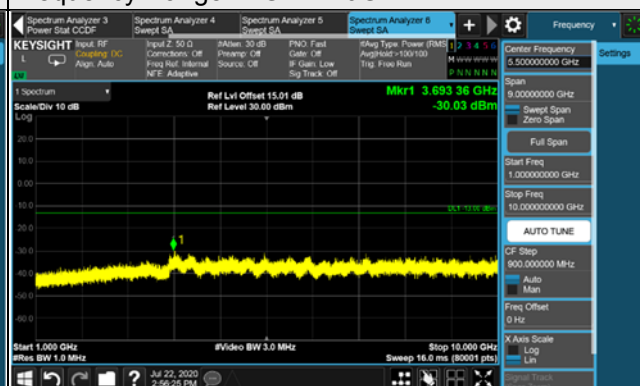 Spectrum Analyzer 3
Power Stat CCDF
Spectrum Analyzer 4
Swept SA
Spectrum Analyzer 5
Swept SA
Spectrum Analyzer 6
Swept SA
Frequency
KEYSIGHT
L
Input: RF
Coupling: DC
Align: Auto
Input Z: 50 Ω
Corrections: Off
Freq Ref: Internal
NFE: Adaptive
#Atten: 30 dB
Preamp: Off
Source: Off
PNO: Fast
Gate: Off
IF Gain: Low
Sig Track: Off
#Avg Type: Power (RMS)
Avg|Hold:>100/100
Trig: Free Run
1 2 3 4 5 6
M W W W W W
P N N N N N
1 Spectrum
Scale/Div 10 dB
Log
Ref Lvl Offset 15.01 dB
Ref Level 30.00 dBm
Mkr1 3.693 36 GHz
-30.03 dBm
20.0
10.0
0.00
-10.0
-20.0
-30.0
-40.0
-50.0
-60.0
DL1 -13.00 dBm
1
Start 1.000 GHz
#Res BW 1.0 MHz
#Video BW 3.0 MHz
Stop 10.000 GHz
Sweep 16.0 ms (80001 pts)
Jul 22, 2020
2:56:25 PM
Center Frequency
5.500000000 GHz
Settings
Span
9.00000000 GHz
Swept Span
Zero Span
Full Span
Start Freq
1.000000000 GHz
Stop Freq
10.000000000 GHz
AUTO TUNE
CF Step
900.000000 MHz
Auto
Man
Freq Offset
0 Hz
X Axis Scale
Log
Lin
Signal Track